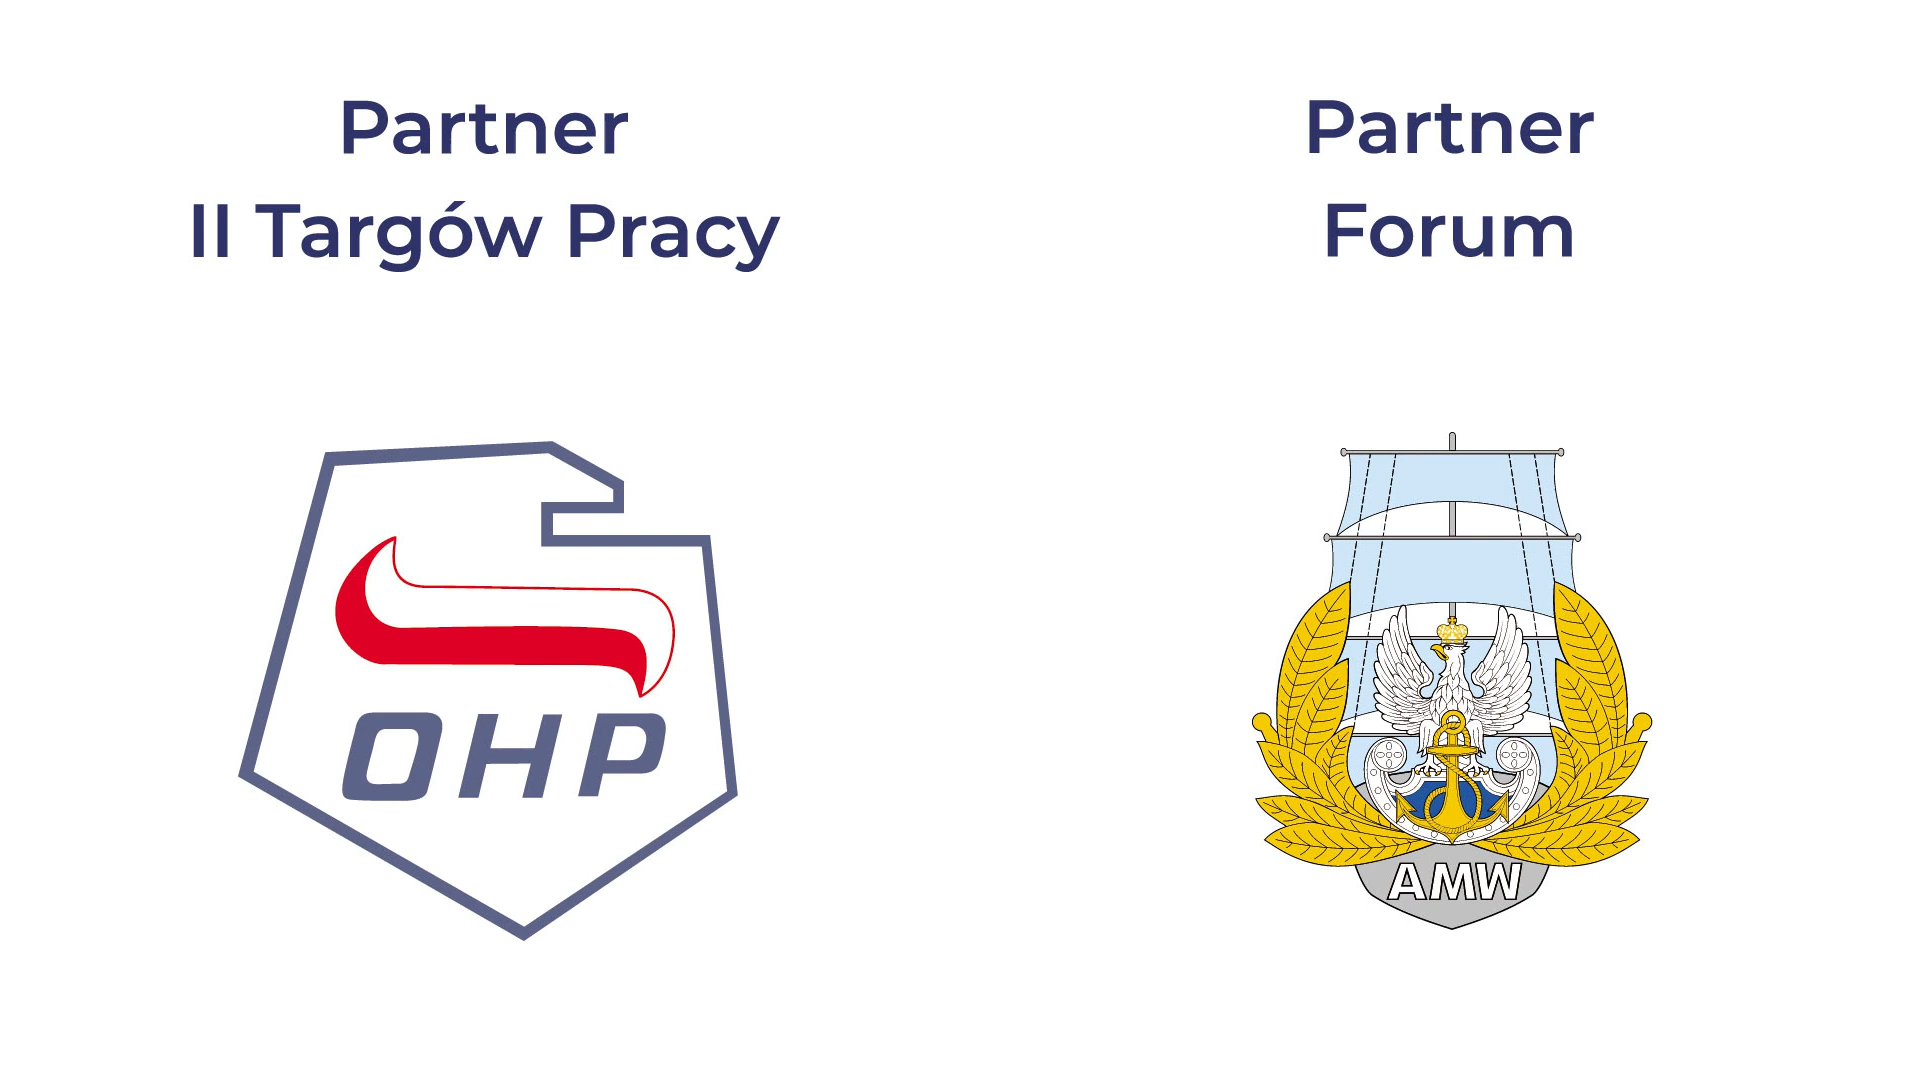 Partner
II Targów Pracy
OHP
Partner
Forum
AMW